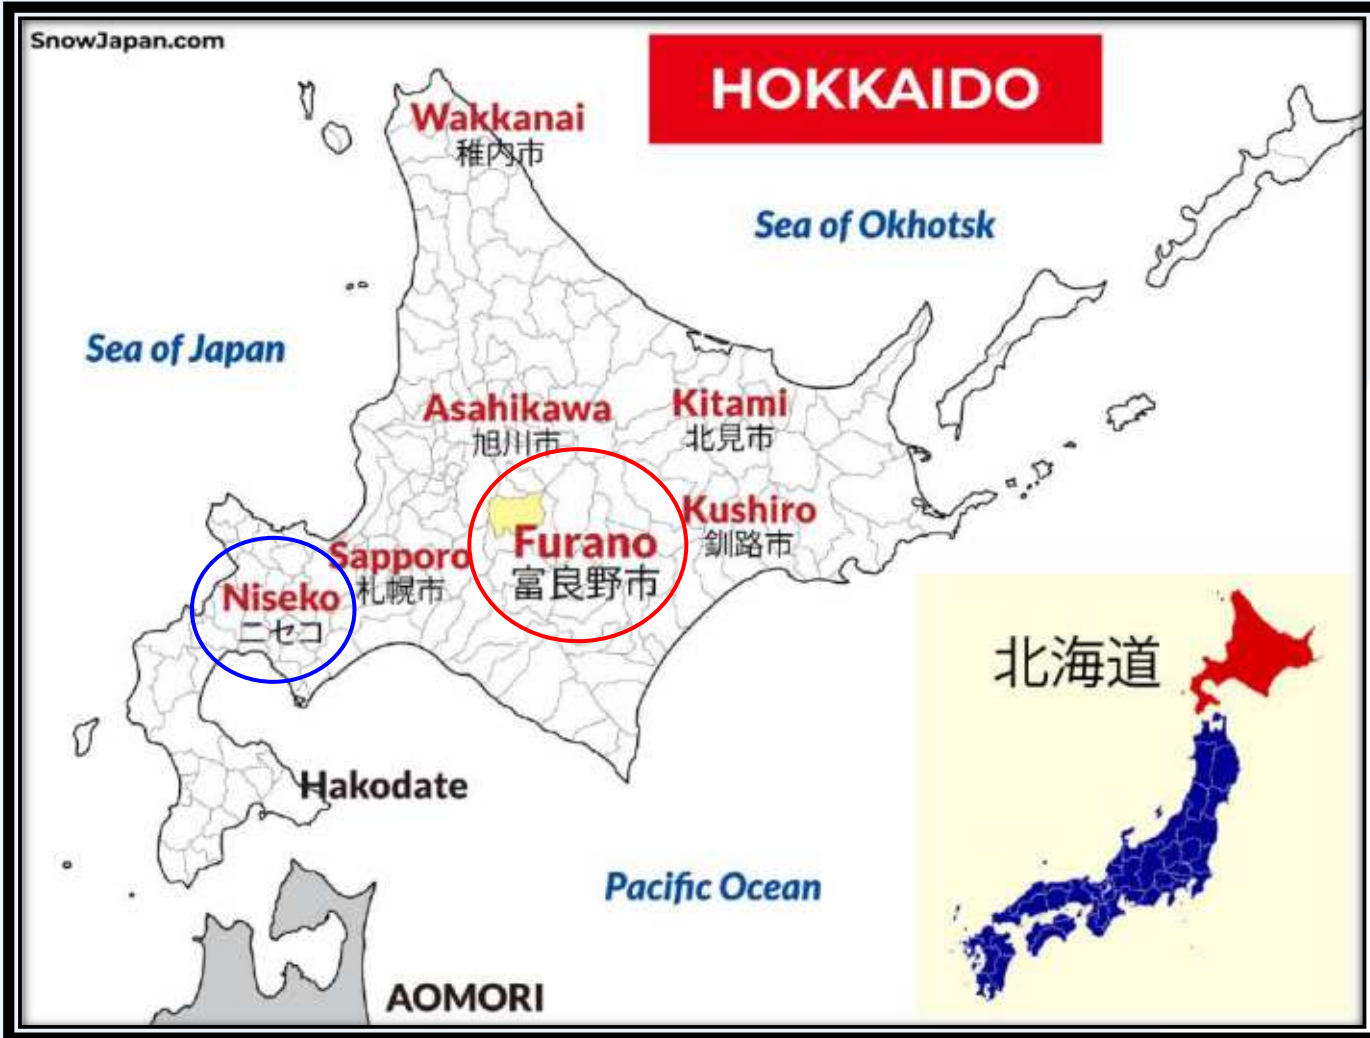 SnowJapan.com
HOKKAIDO
Wakkanai
稚内市
Sea of Okhotsk
Sea of Japan
Asahikawa
旭川市
Kitami
北見市
Kushiro
釧路市
Furano
富良野市
Sapporo
札幌市
Niseko
ニセコ
北海道
Hakodate
Pacific Ocean
AOMORI